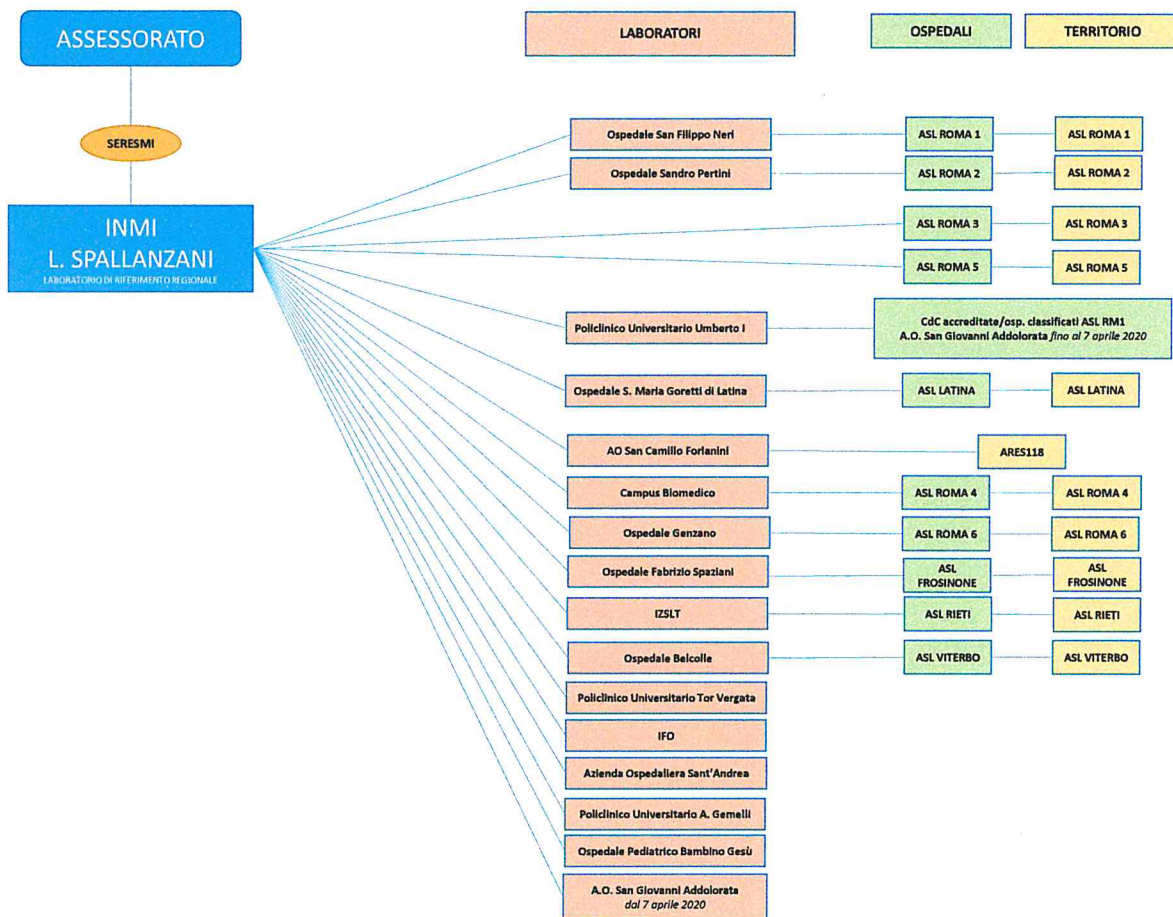 ASSESSORATO
LABORATORI
OSPEDALI
TERRITORIO
SERESMI
INMI
L. SPALLANZANI
LABORATORIO DI RIFERIMENTO REGIONALE
Ospedale San Filippo Neri
ASL ROMA 1
ASL ROMA 1
Ospedale Sandro Pertini
ASL ROMA 2
ASL ROMA 2
ASL ROMA 3
ASL ROMA 3
ASL ROMA 5
ASL ROMA 5
Policlinico Universitario Umberto I
CdC accreditate/osp. classificati ASL RM1
A.O. San Giovanni Addolorata fino al 7 aprile 2020
Ospedale S. Maria Goretti di Latina
ASL LATINA
ASL LATINA
AO San Camillo Forlanini
ARES118
Campus Biomedico
ASL ROMA 4
ASL ROMA 4
Ospedale Genzano
ASL ROMA 6
ASL ROMA 6
Ospedale Fabrizio Spaziani
ASL
FROSINONE
ASL
FROSINONE
IZSLT
ASL RIETI
ASL RIETI
Ospedale Belcolle
ASL VITERBO
ASL VITERBO
Policlinico Universitario Tor Vergata
IFO
Azienda Ospedaliera Sant'Andrea
Policlinico Universitario A. Gemelli
Ospedale Pediatrico Bambino Gesù
A.O. San Giovanni Addolorata
dal 7 aprile 2020